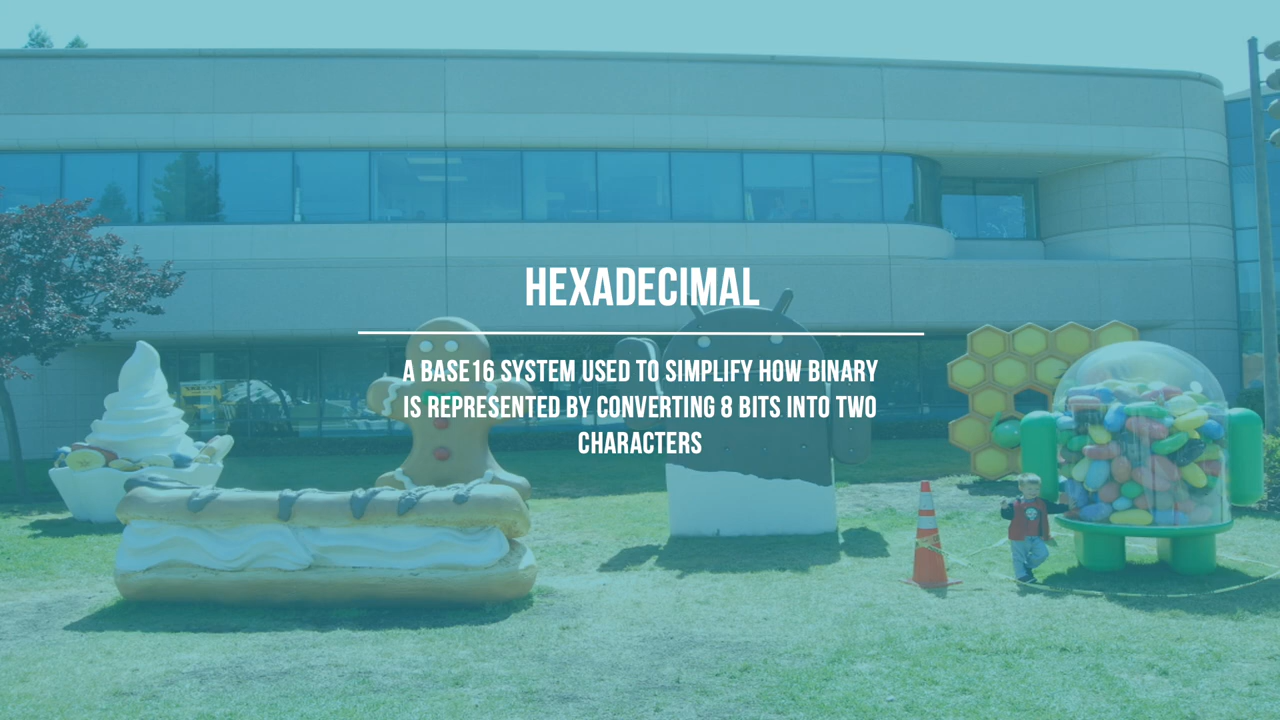 HEXADECIMAL
A BASE16 SYSTEM USED TO SIMPLIFY HOW BINARY
IS REPRESENTED BY CONVERTING 8 BITS INTO TWO
CHARACTERS